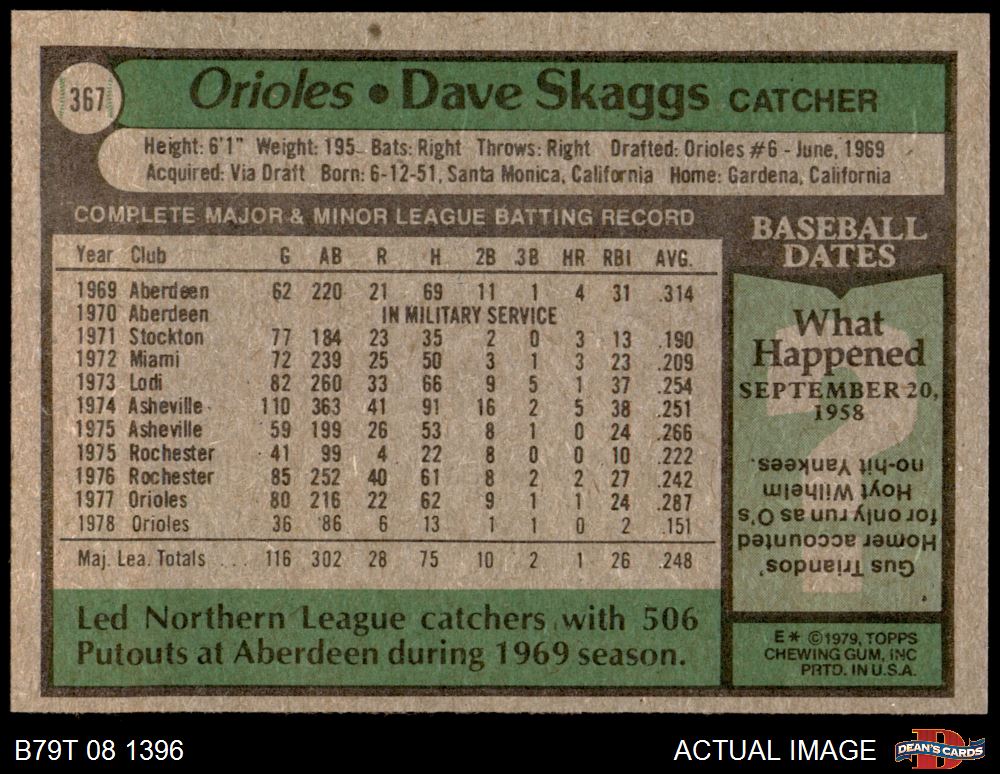 367
Orioles • Dave Skaggs CATCHER
Height: 6'1" Weight: 195 Bats: Right Throws: Right Drafted: Orioles #6 - June, 1969
Acquired: Via Draft Born: 6-12-51, Santa Monica, California Home: Gardena, California
COMPLETE MAJOR & MINOR LEAGUE BATTING RECORD
Year Club G AB R H 2B 3B HR RBI AVG.
1969 Aberdeen 62 220 21 69 11 1 4 31 .314
1970 Aberdeen IN MILITARY SERVICE
1971 Stockton 77 184 23 35 2 0 3 13 .190
1972 Miami 72 239 25 50 3 1 3 23 .209
1973 Lodi 82 260 33 66 9 5 1 37 .254
1974 Asheville 110 363 41 91 16 2 5 38 .251
1975 Asheville 59 199 26 53 8 1 0 24 .266
1975 Rochester 41 99 4 22 8 0 0 10 .222
1976 Rochester 85 252 40 61 8 2 2 27 .242
1977 Orioles 80 216 22 62 9 1 1 24 .287
1978 Orioles 36 86 6 13 1 1 0 2 .151
Maj. Lea. Totals ... 116 302 28 75 10 2 1 26 .248
Led Northern League catchers with 506
Putouts at Aberdeen during 1969 season.
BASEBALL
DATES
What
Happened
SEPTEMBER 20,
1958
?
Gus Triandos'
Homer accounted
for only run as O's
Hoyt Wilhelm
no-hit Yankees.
E* ©1979, TOPPS
CHEWING GUM, INC
PRTD. IN U.S.A.
B79T 08 1396
ACTUAL IMAGE
D
DEAN'S CARDS